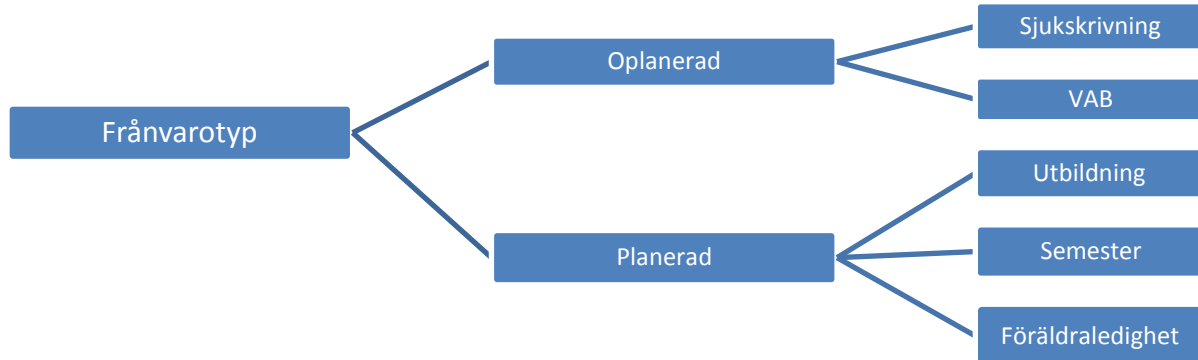 Frånvarotyp
Oplanerad
Sjukskrivning
VAB
Planerad
Utbildning
Semester
Föräldraledighet